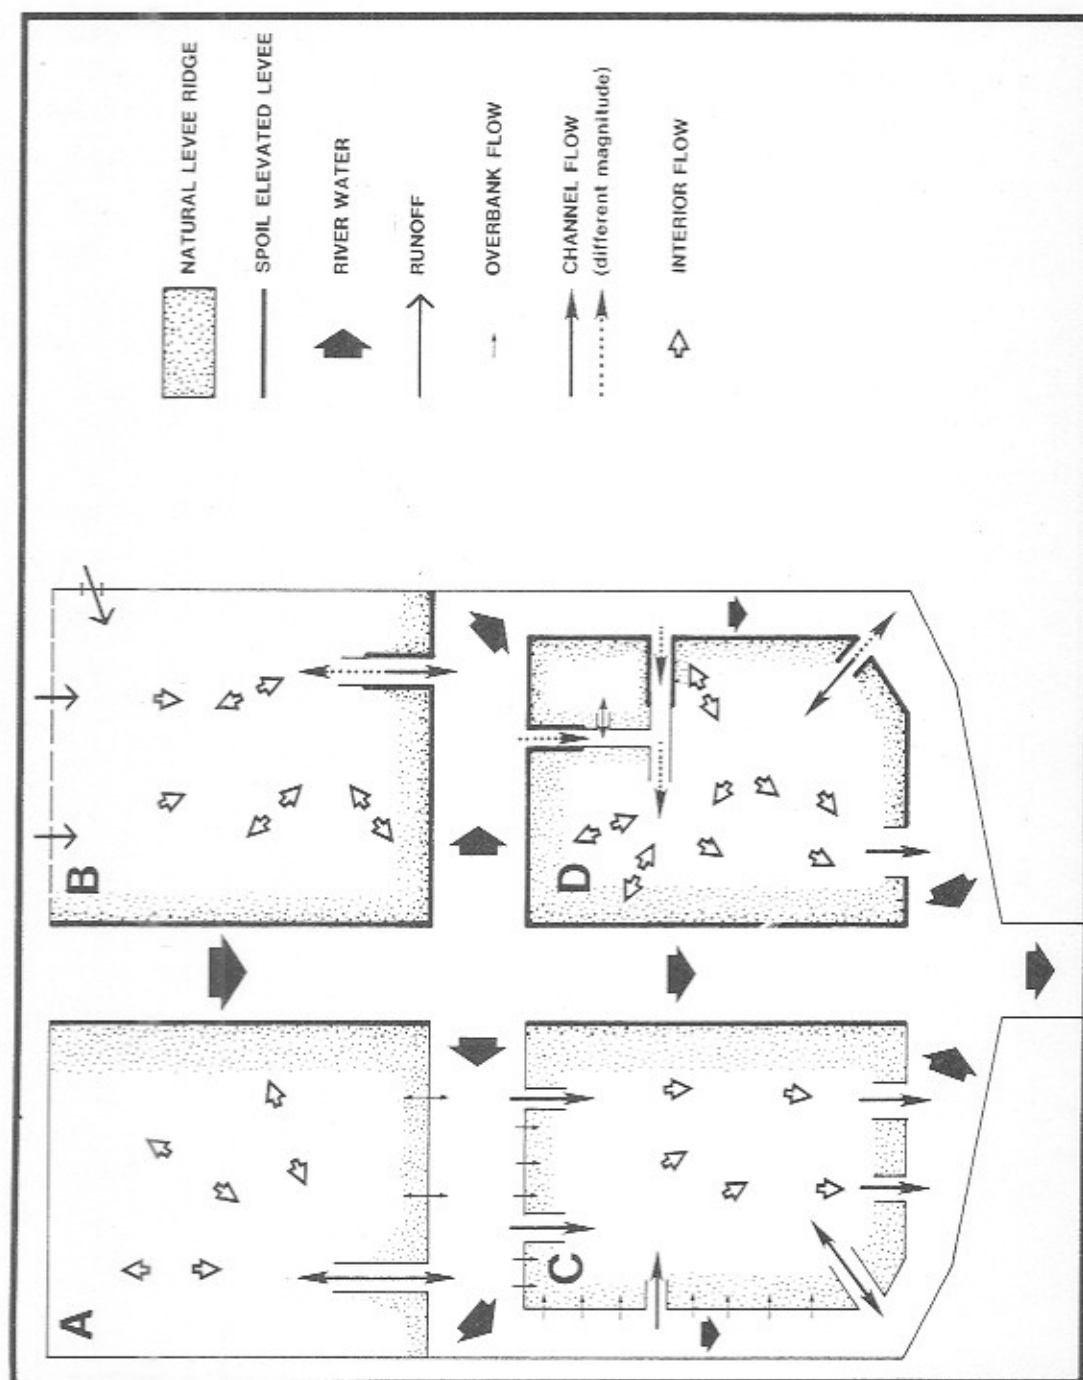 NATURAL LEVEE RIDGE
SPOIL ELEVATED LEVEE
RIVER WATER
RUNOFF
OVERBANK FLOW
CHANNEL FLOW
(different magnitude)
INTERIOR FLOW
A
B
C
D